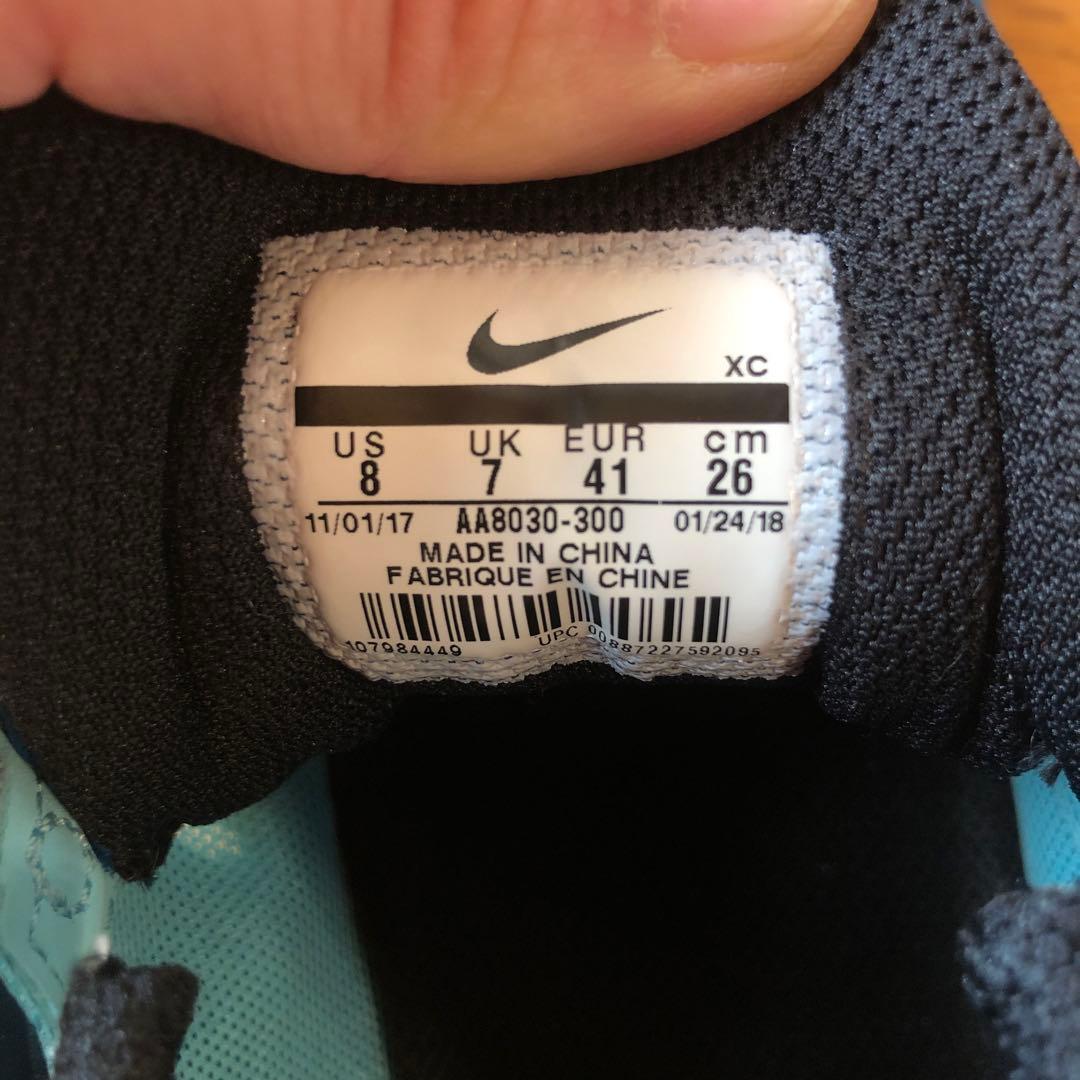 XC
US UK EUR cm
8 7 41 26
11/01/17 AA8030-300 01/24/18
MADE IN CHINA
FABRIQUE EN CHINE
107984449 UPC 00887227592095